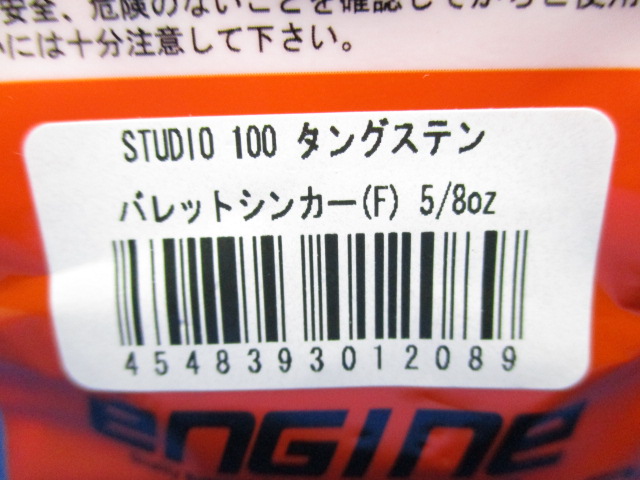 安全、危険のないことを確認してからご使用
いには十分注意して下さい。
STUDIO 100 タングステン
バレットシンカー(F) 5/8oz
4548393012089
engine